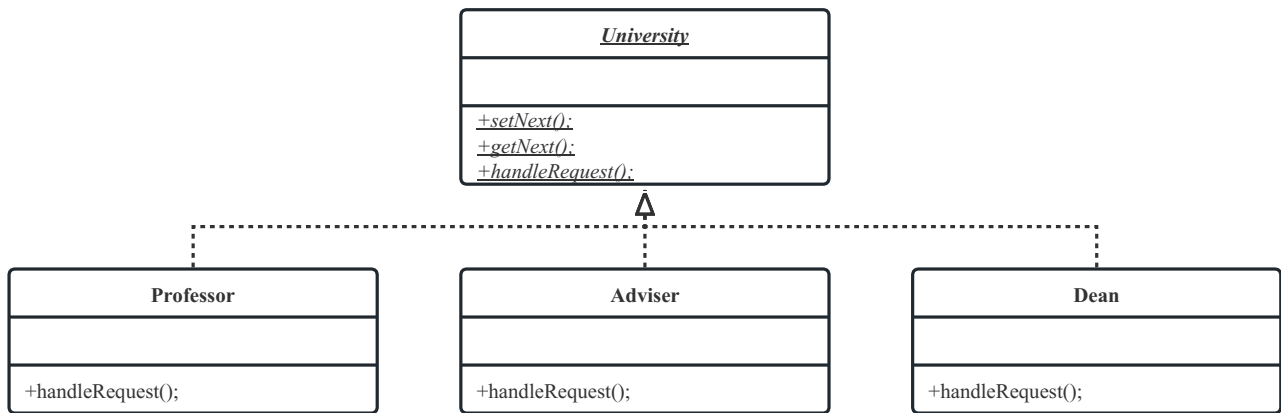 University
+setNext();
+getNext();
+handleRequest();
Professor
Adviser
Dean
+handleRequest();
+handleRequest();
+handleRequest();